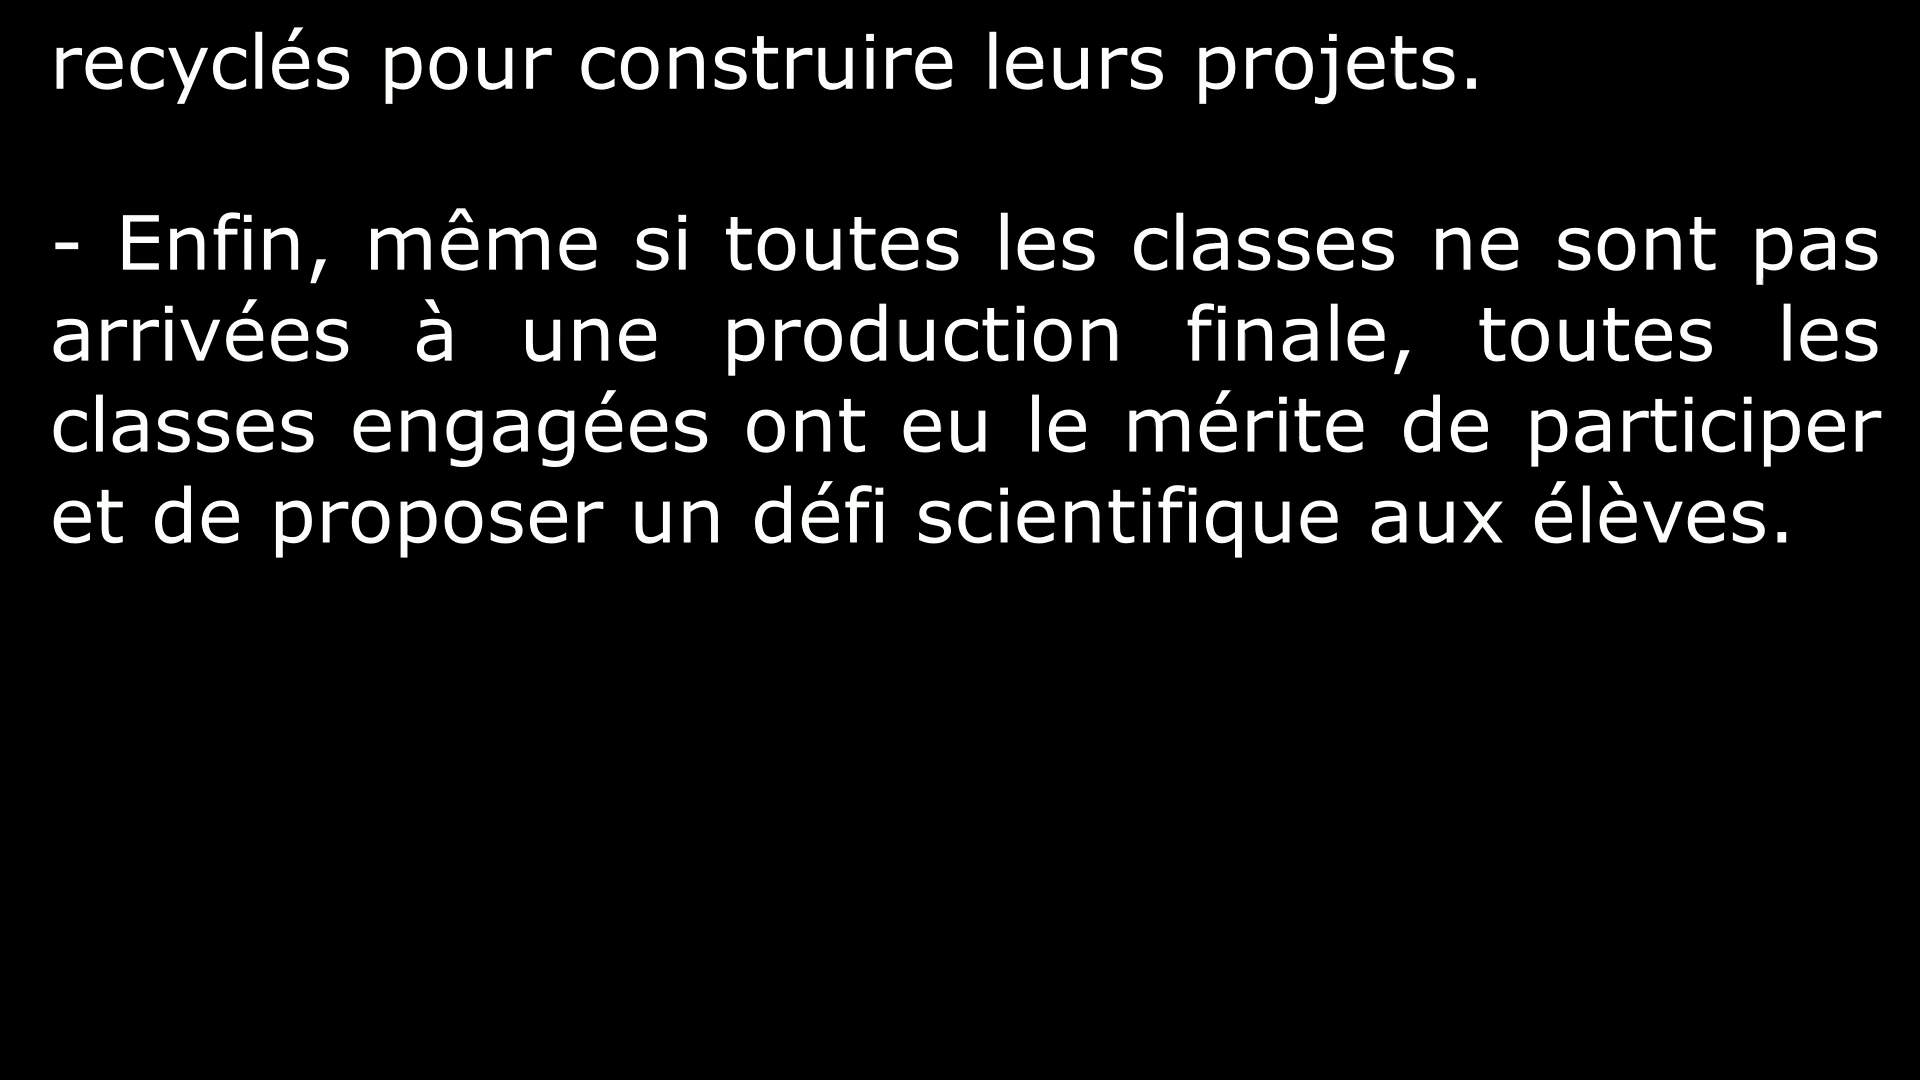 recyclés pour construire leurs projets.
- Enfin, même si toutes les classes ne sont pas
arrivées à une production finale, toutes les
classes engagées ont eu le mérite de participer
et de proposer un défi scientifique aux élèves.